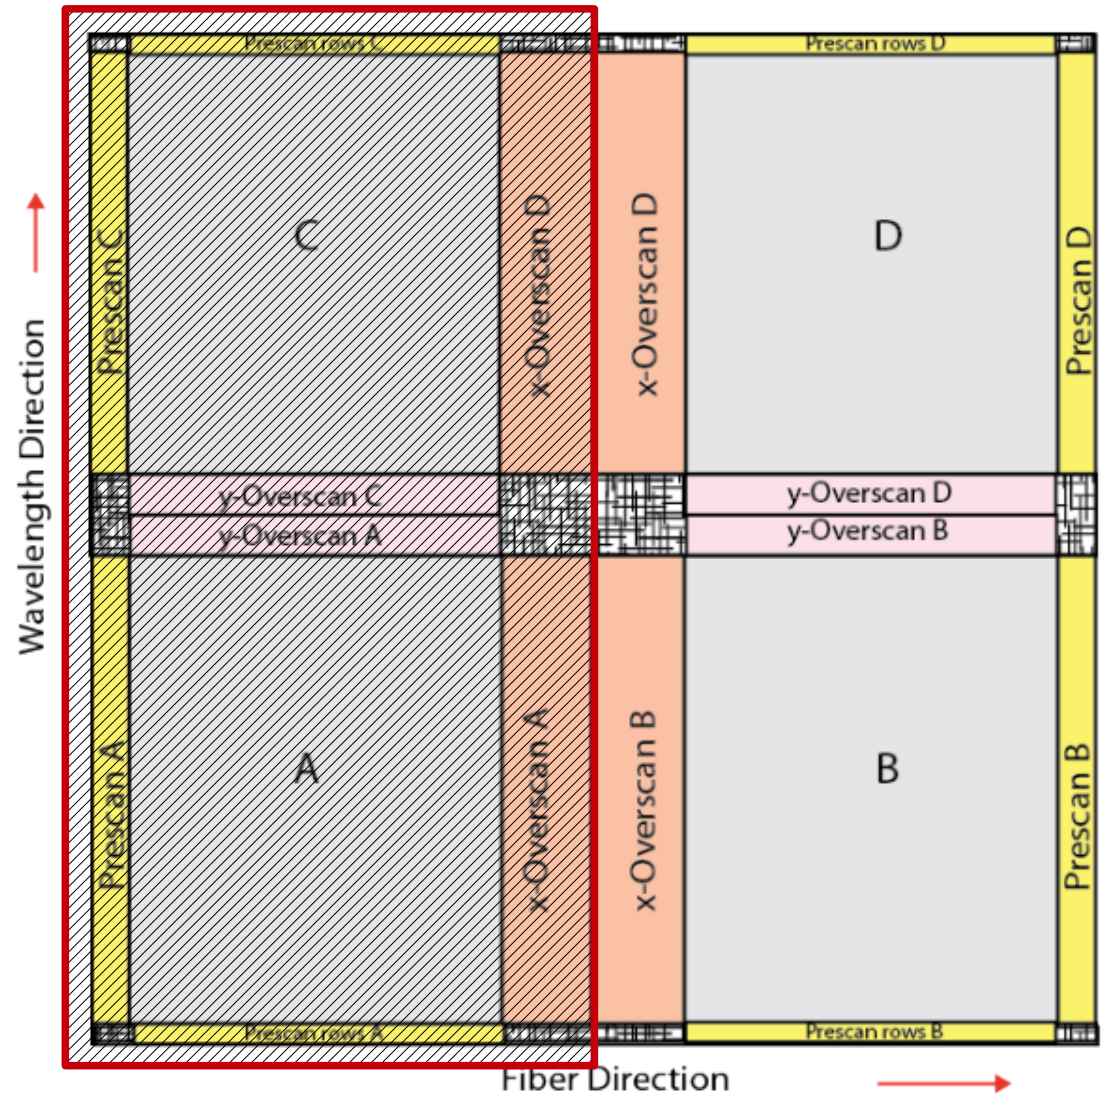 Prescan rows C
Prescan rows D
Prescan C
C
x-Overscan D
x-Overscan D
D
Prescan D
Wavelength Direction
y-Overscan C
y-Overscan D
y-Overscan A
y-Overscan B
Prescan A
A
x-Overscan A
x-Overscan B
B
Prescan B
Prescan rows A
Prescan rows B
Fiber Direction